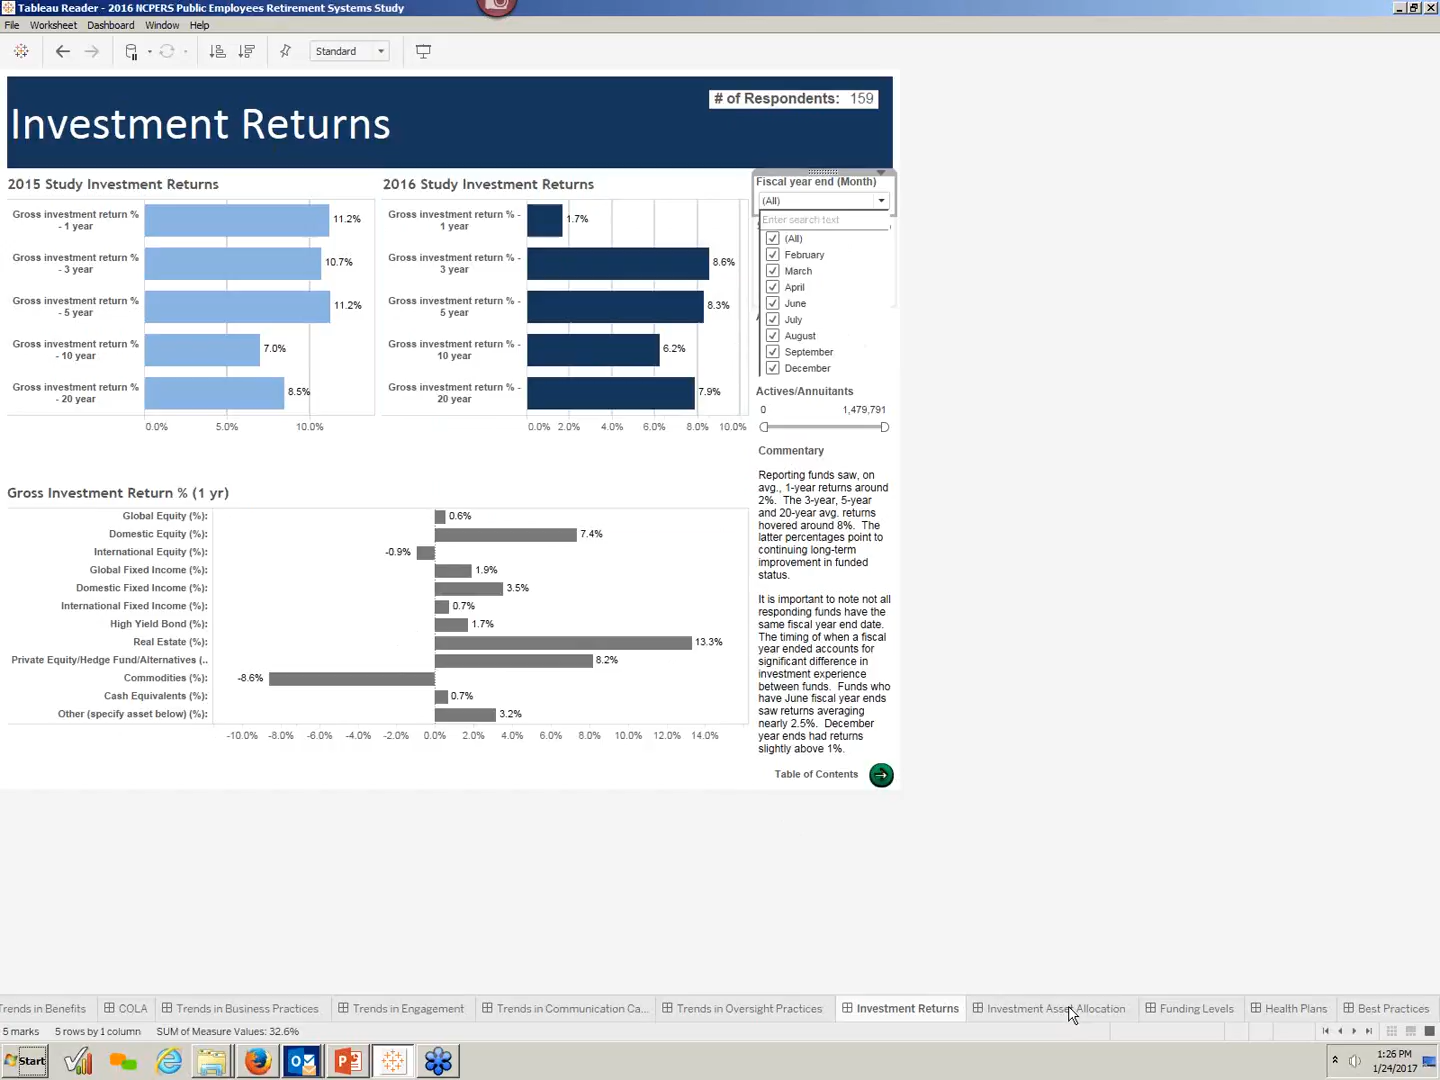 Tableau Reader - 2016 NCPERS Public Employees Retirement Systems Study
File Worksheet Dashboard Window Help
Standard
# of Respondents: 159
Investment Returns
2015 Study Investment Returns
Gross investment return %
- 1 year
11.2%
Gross investment return %
- 3 year
10.7%
Gross investment return %
- 5 year
11.2%
Gross investment return %
- 10 year
7.0%
Gross investment return %
- 20 year
8.5%
0.0% 5.0% 10.0%
2016 Study Investment Returns
Gross investment return % -
1 year
1.7%
Gross investment return % -
3 year
8.6%
Gross investment return % -
5 year
8.3%
Gross investment return % -
10 year
6.2%
Gross investment return % -
20 year
7.9%
0.0% 2.0% 4.0% 6.0% 8.0% 10.0%
Fiscal year end (Month)
(All)
Enter search text
(All)
February
March
April
June
July
August
September
December
Actives/Annuitants
0 1,479,791
Commentary
Reporting funds saw, on
avg., 1-year returns around
2%. The 3-year, 5-year
and 20-year avg. returns
hovered around 8%. The
latter percentages point to
continuing long-term
improvement in funded
status.
It is important to note not all
responding funds have the
same fiscal year end date.
The timing of when a fiscal
year ended accounts for
significant difference in
investment experience
between funds. Funds who
have June fiscal year ends
saw returns averaging
nearly 2.5%. December
year ends had returns
slightly above 1%.
Table of Contents
Gross Investment Return % (1 yr)
Global Equity (%): 0.6%
Domestic Equity (%): 7.4%
International Equity (%): -0.9%
Global Fixed Income (%): 1.9%
Domestic Fixed Income (%): 3.5%
International Fixed Income (%): 0.7%
High Yield Bond (%): 1.7%
Real Estate (%): 13.3%
Private Equity/Hedge Fund/Alternatives (.. 8.2%
Commodities (%): -8.6%
Cash Equivalents (%): 0.7%
Other (specify asset below) (%): 3.2%
-10.0% -8.0% -6.0% -4.0% -2.0% 0.0% 2.0% 4.0% 6.0% 8.0% 10.0% 12.0% 14.0%
Trends in Benefits COLA Trends in Business Practices Trends in Engagement Trends in Communication Ca... Trends in Oversight Practices Investment Returns Investment Asset Allocation Funding Levels Health Plans Best Practices
5 marks 5 rows by 1 column SUM of Measure Values: 32.6%
Start
1:26 PM
1/24/2017